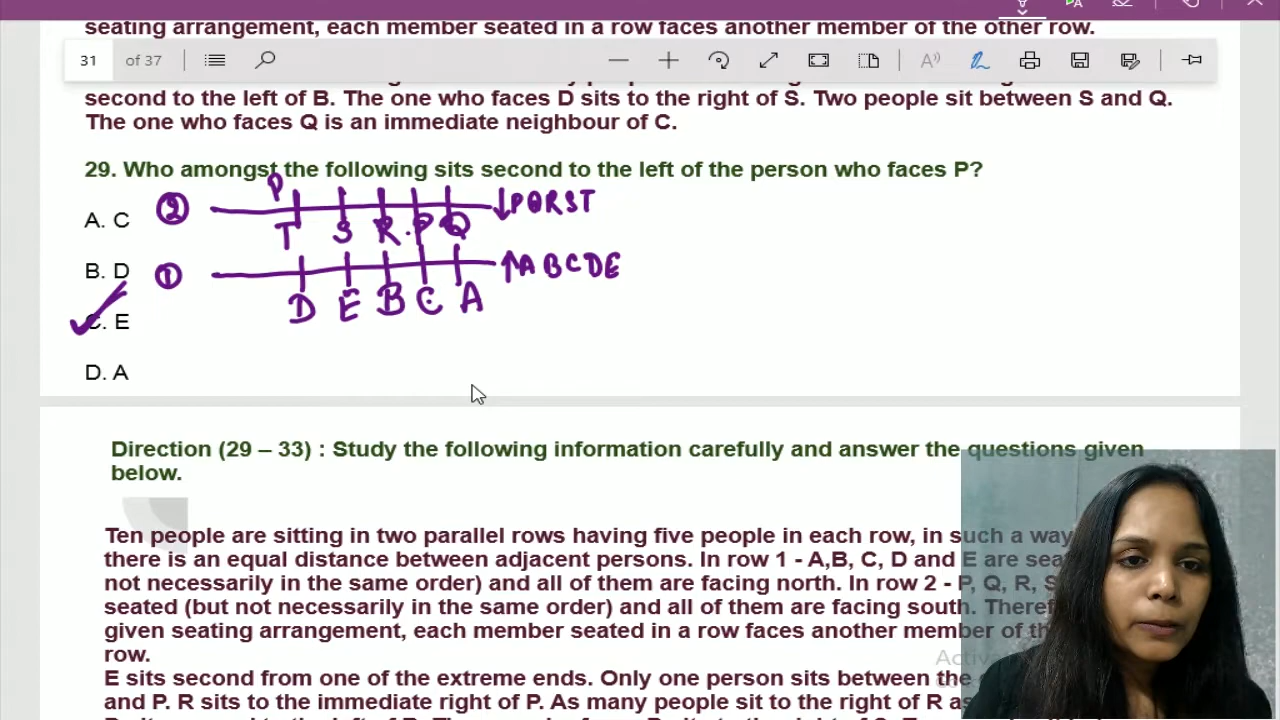 seating arrangement, each member seated in a row faces another member of the other row.
31 of 37
second to the left of B. The one who faces D sits to the right of S. Two people sit between S and Q.
The one who faces Q is an immediate neighbour of C.
29. Who amongst the following sits second to the left of the person who faces P?
P
② ↓PQRST
A. C
T S R .P Q
B. D
① ↑A B C D E
D E B C A
C. E
D. A
Direction (29 – 33) : Study the following information carefully and answer the questions given
below.
Ten people are sitting in two parallel rows having five people in each row, in such a way
there is an equal distance between adjacent persons. In row 1 - A,B, C, D and E are
not necessarily in the same order) and all of them are facing north. In row 2 - P, Q, R,
seated (but not necessarily in the same order) and all of them are facing south.
given seating arrangement, each member seated in a row faces another member of
row.
E sits second from one of the extreme ends. Only one person sits between the
and P. R sits to the immediate right of P. As many people sit to the right of R as